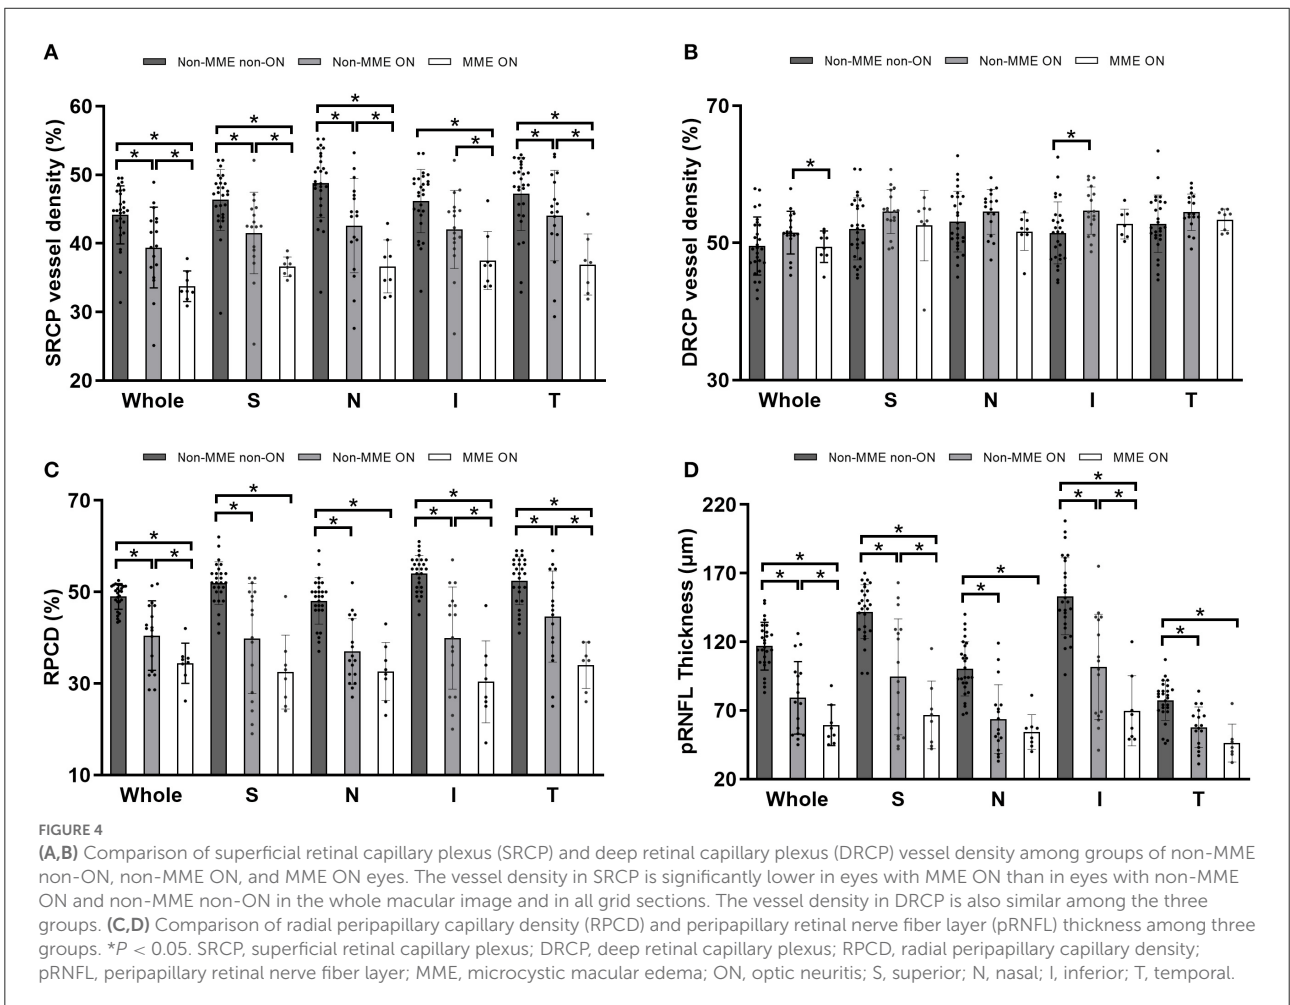 A
Non-MME non-ON Non-MME ON MME ON
SRCP vessel density (%)
60
50
40
30
20
* * * * * * * * * * * * * *
Whole S N I T
B
Non-MME non-ON Non-MME ON MME ON
DRCP vessel density (%)
70
50
30
* *
Whole S N I T
C
Non-MME non-ON Non-MME ON MME ON
RPCD (%)
70
50
30
10
* * * * * * * * * * * * *
Whole S N I T
D
Non-MME non-ON Non-MME ON MME ON
pRNFL Thickness (µm)
220
170
120
70
20
* * * * * * * * * * * * *
Whole S N I T
FIGURE 4
(A,B) Comparison of superficial retinal capillary plexus (SRCP) and deep retinal capillary plexus (DRCP) vessel density among groups of non-MME
non-ON, non-MME ON, and MME ON eyes. The vessel density in SRCP is significantly lower in eyes with MME ON than in eyes with non-MME
ON and non-MME non-ON in the whole macular image and in all grid sections. The vessel density in DRCP is also similar among the three
groups. (C,D) Comparison of radial peripapillary capillary density (RPCD) and peripapillary retinal nerve fiber layer (pRNFL) thickness among three
groups. *P < 0.05. SRCP, superficial retinal capillary plexus; DRCP, deep retinal capillary plexus; RPCD, radial peripapillary capillary density;
pRNFL, peripapillary retinal nerve fiber layer; MME, microcystic macular edema; ON, optic neuritis; S, superior; N, nasal; I, inferior; T, temporal.